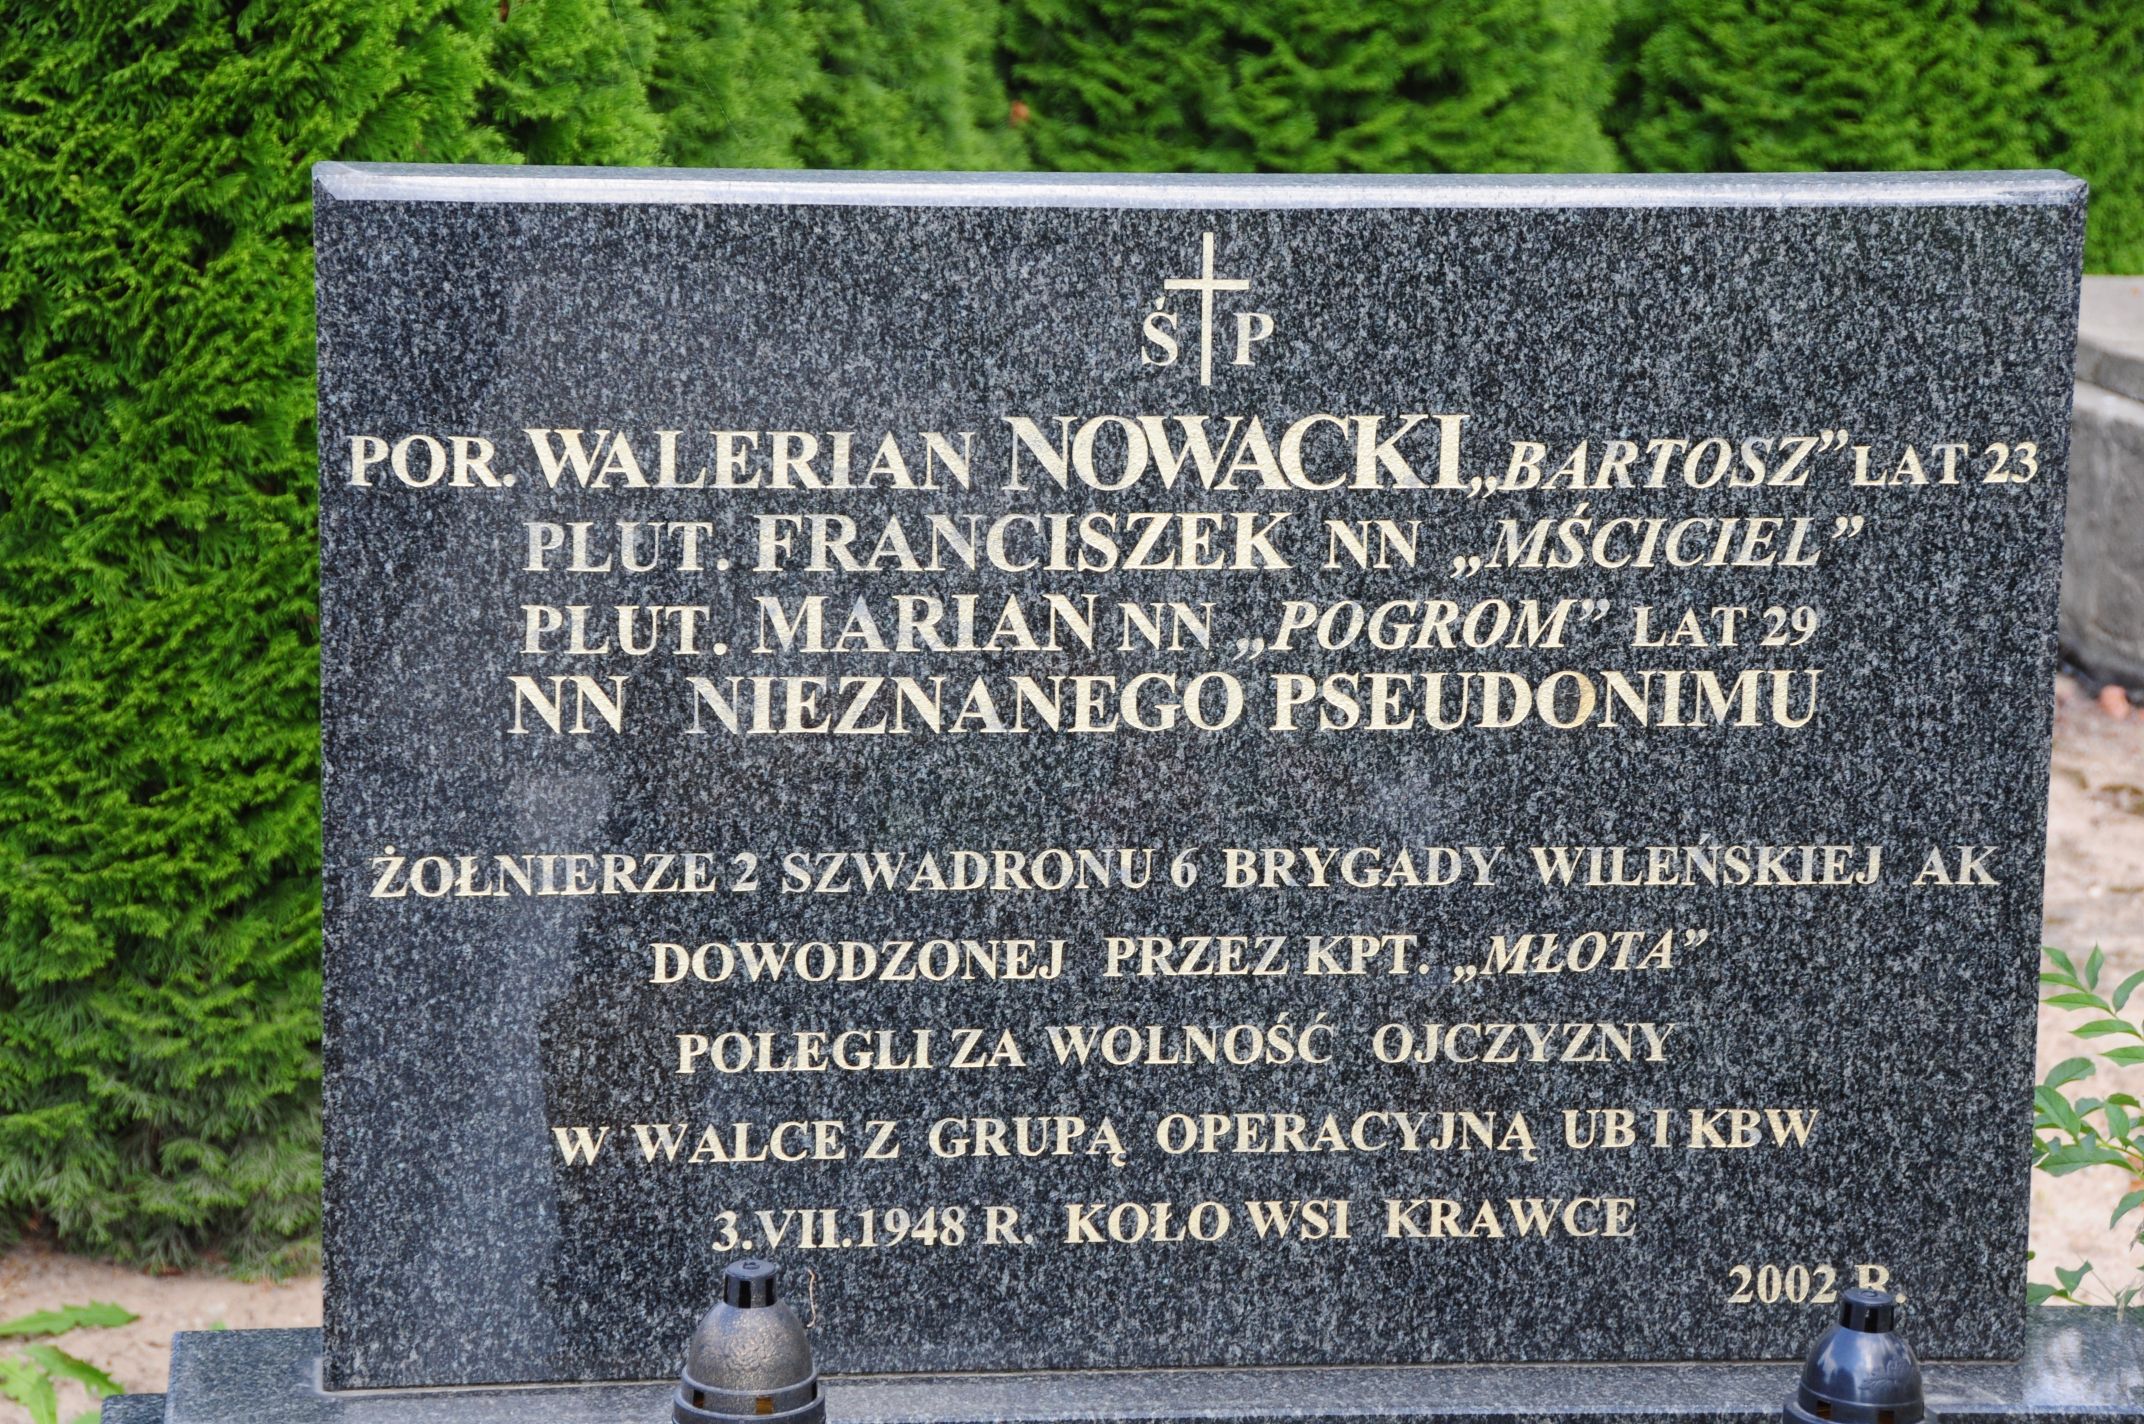 Ś P
POR. WALERIAN NOWACKI „BARTOSZ” LAT 23
PLUT. FRANCISZEK NN „MŚCICIEL”
PLUT. MARIAN NN „POGROM” LAT 29
NN NIEZNANEGO PSEUDONIMU
ŻOŁNIERZE 2 SZWADRONU 6 BRYGADY WILEŃSKIEJ AK
DOWODZONEJ PRZEZ KPT. „MŁOTA”
POLEGLI ZA WOLNOŚĆ OJCZYZNY
W WALCE Z GRUPĄ OPERACYJNĄ UB I KBW
3.VII.1948 R. KOŁO WSI KRAWCE
2002 R.